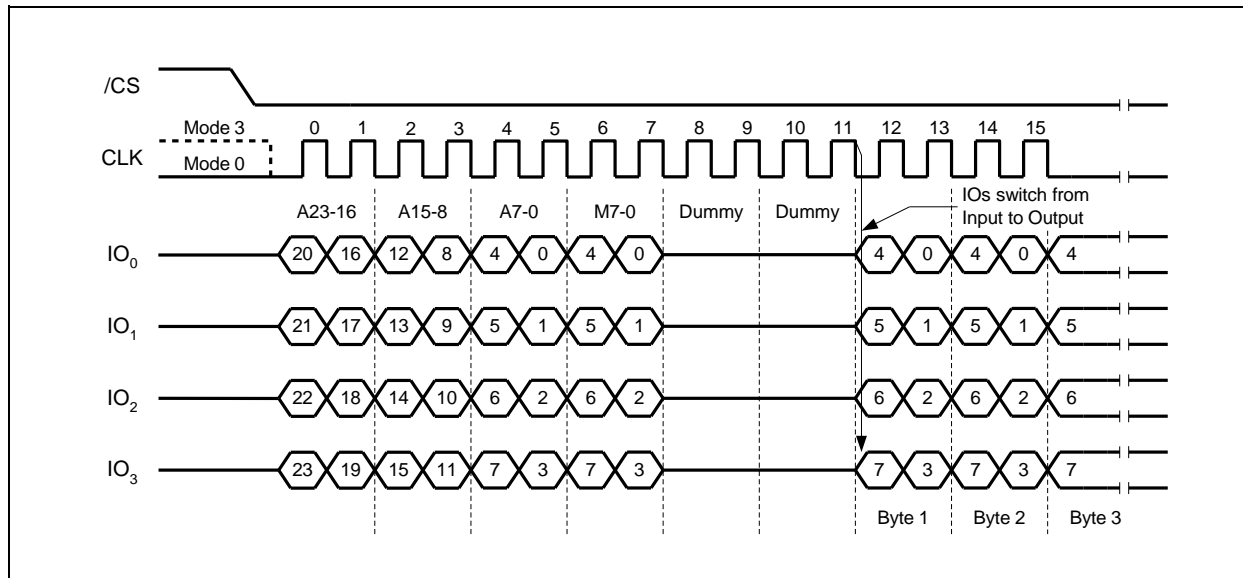 /CS
Mode 3 0 1 2 3 4 5 6 7 8 9 10 11 12 13 14 15
CLK
Mode 0
A23-16 A15-8 A7-0 M7-0 Dummy Dummy IOs switch from
Input to Output
IO0 20 16 12 8 4 0 4 0 4 0 4 0 4
IO1 21 17 13 9 5 1 5 1 5 1 5 1 5
IO2 22 18 14 10 6 2 6 2 6 2 6 2 6
IO3 23 19 15 11 7 3 7 3 7 3 7 3 7
Byte 1 Byte 2 Byte 3